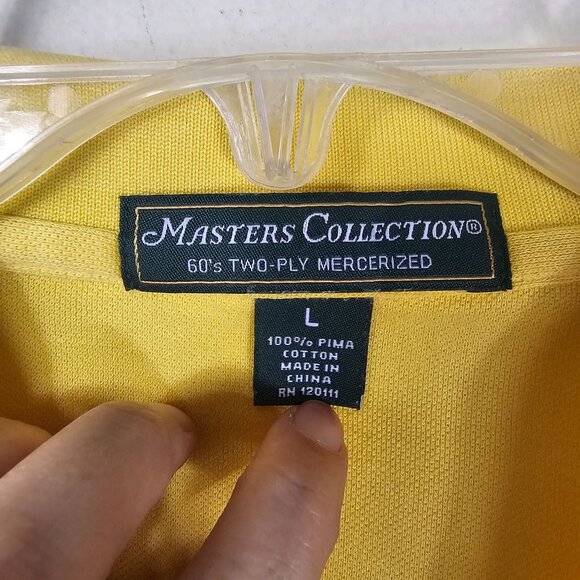 MASTERS COLLECTION®
60's TWO-PLY MERCERIZED
L
100% PIMA
COTTON
MADE IN
CHINA
RN 120111